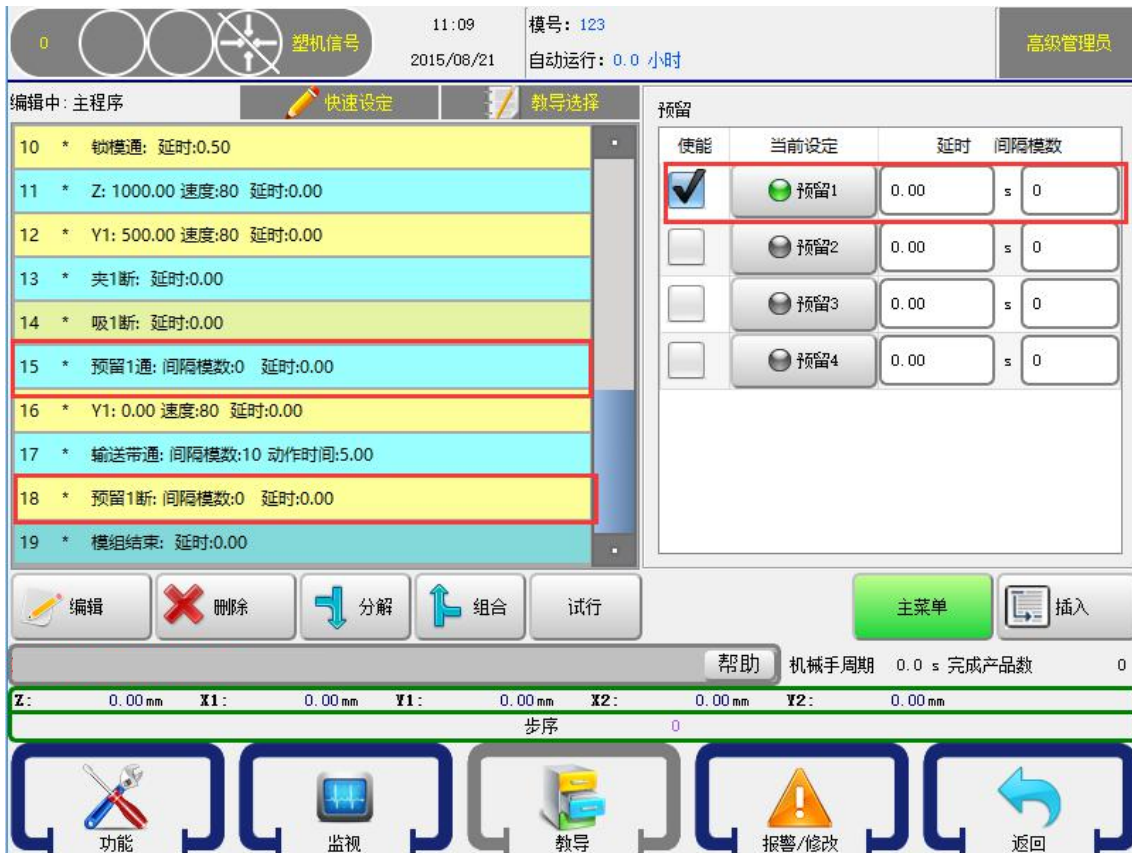 0 塑机信号 11:09 模号: 123 高级管理员
2015/08/21 自动运行: 0.0 小时
编辑中: 主程序 快速设定 教导选择
10 * 锁模通: 延时:0.50
11 * Z: 1000.00 速度:80 延时:0.00
12 * Y1: 500.00 速度:80 延时:0.00
13 * 夹1断: 延时:0.00
14 * 吸1断: 延时:0.00
15 * 预留1通: 间隔模数:0 延时:0.00
16 * Y1: 0.00 速度:80 延时:0.00
17 * 输送带通: 间隔模数:10 动作时间:5.00
18 * 预留1断: 间隔模数:0 延时:0.00
19 * 模组结束: 延时:0.00
预留
使能 当前设定 延时 间隔模数
预留1 0.00 s 0
预留2 0.00 s 0
预留3 0.00 s 0
预留4 0.00 s 0
编辑 删除 分解 组合 试行 主菜单 插入
帮助 机械手周期 0.0 s 完成产品数 0
Z: 0.00mm X1: 0.00mm Y1: 0.00mm X2: 0.00mm Y2: 0.00mm
步序 0
功能 监视 教导 报警/修改 返回